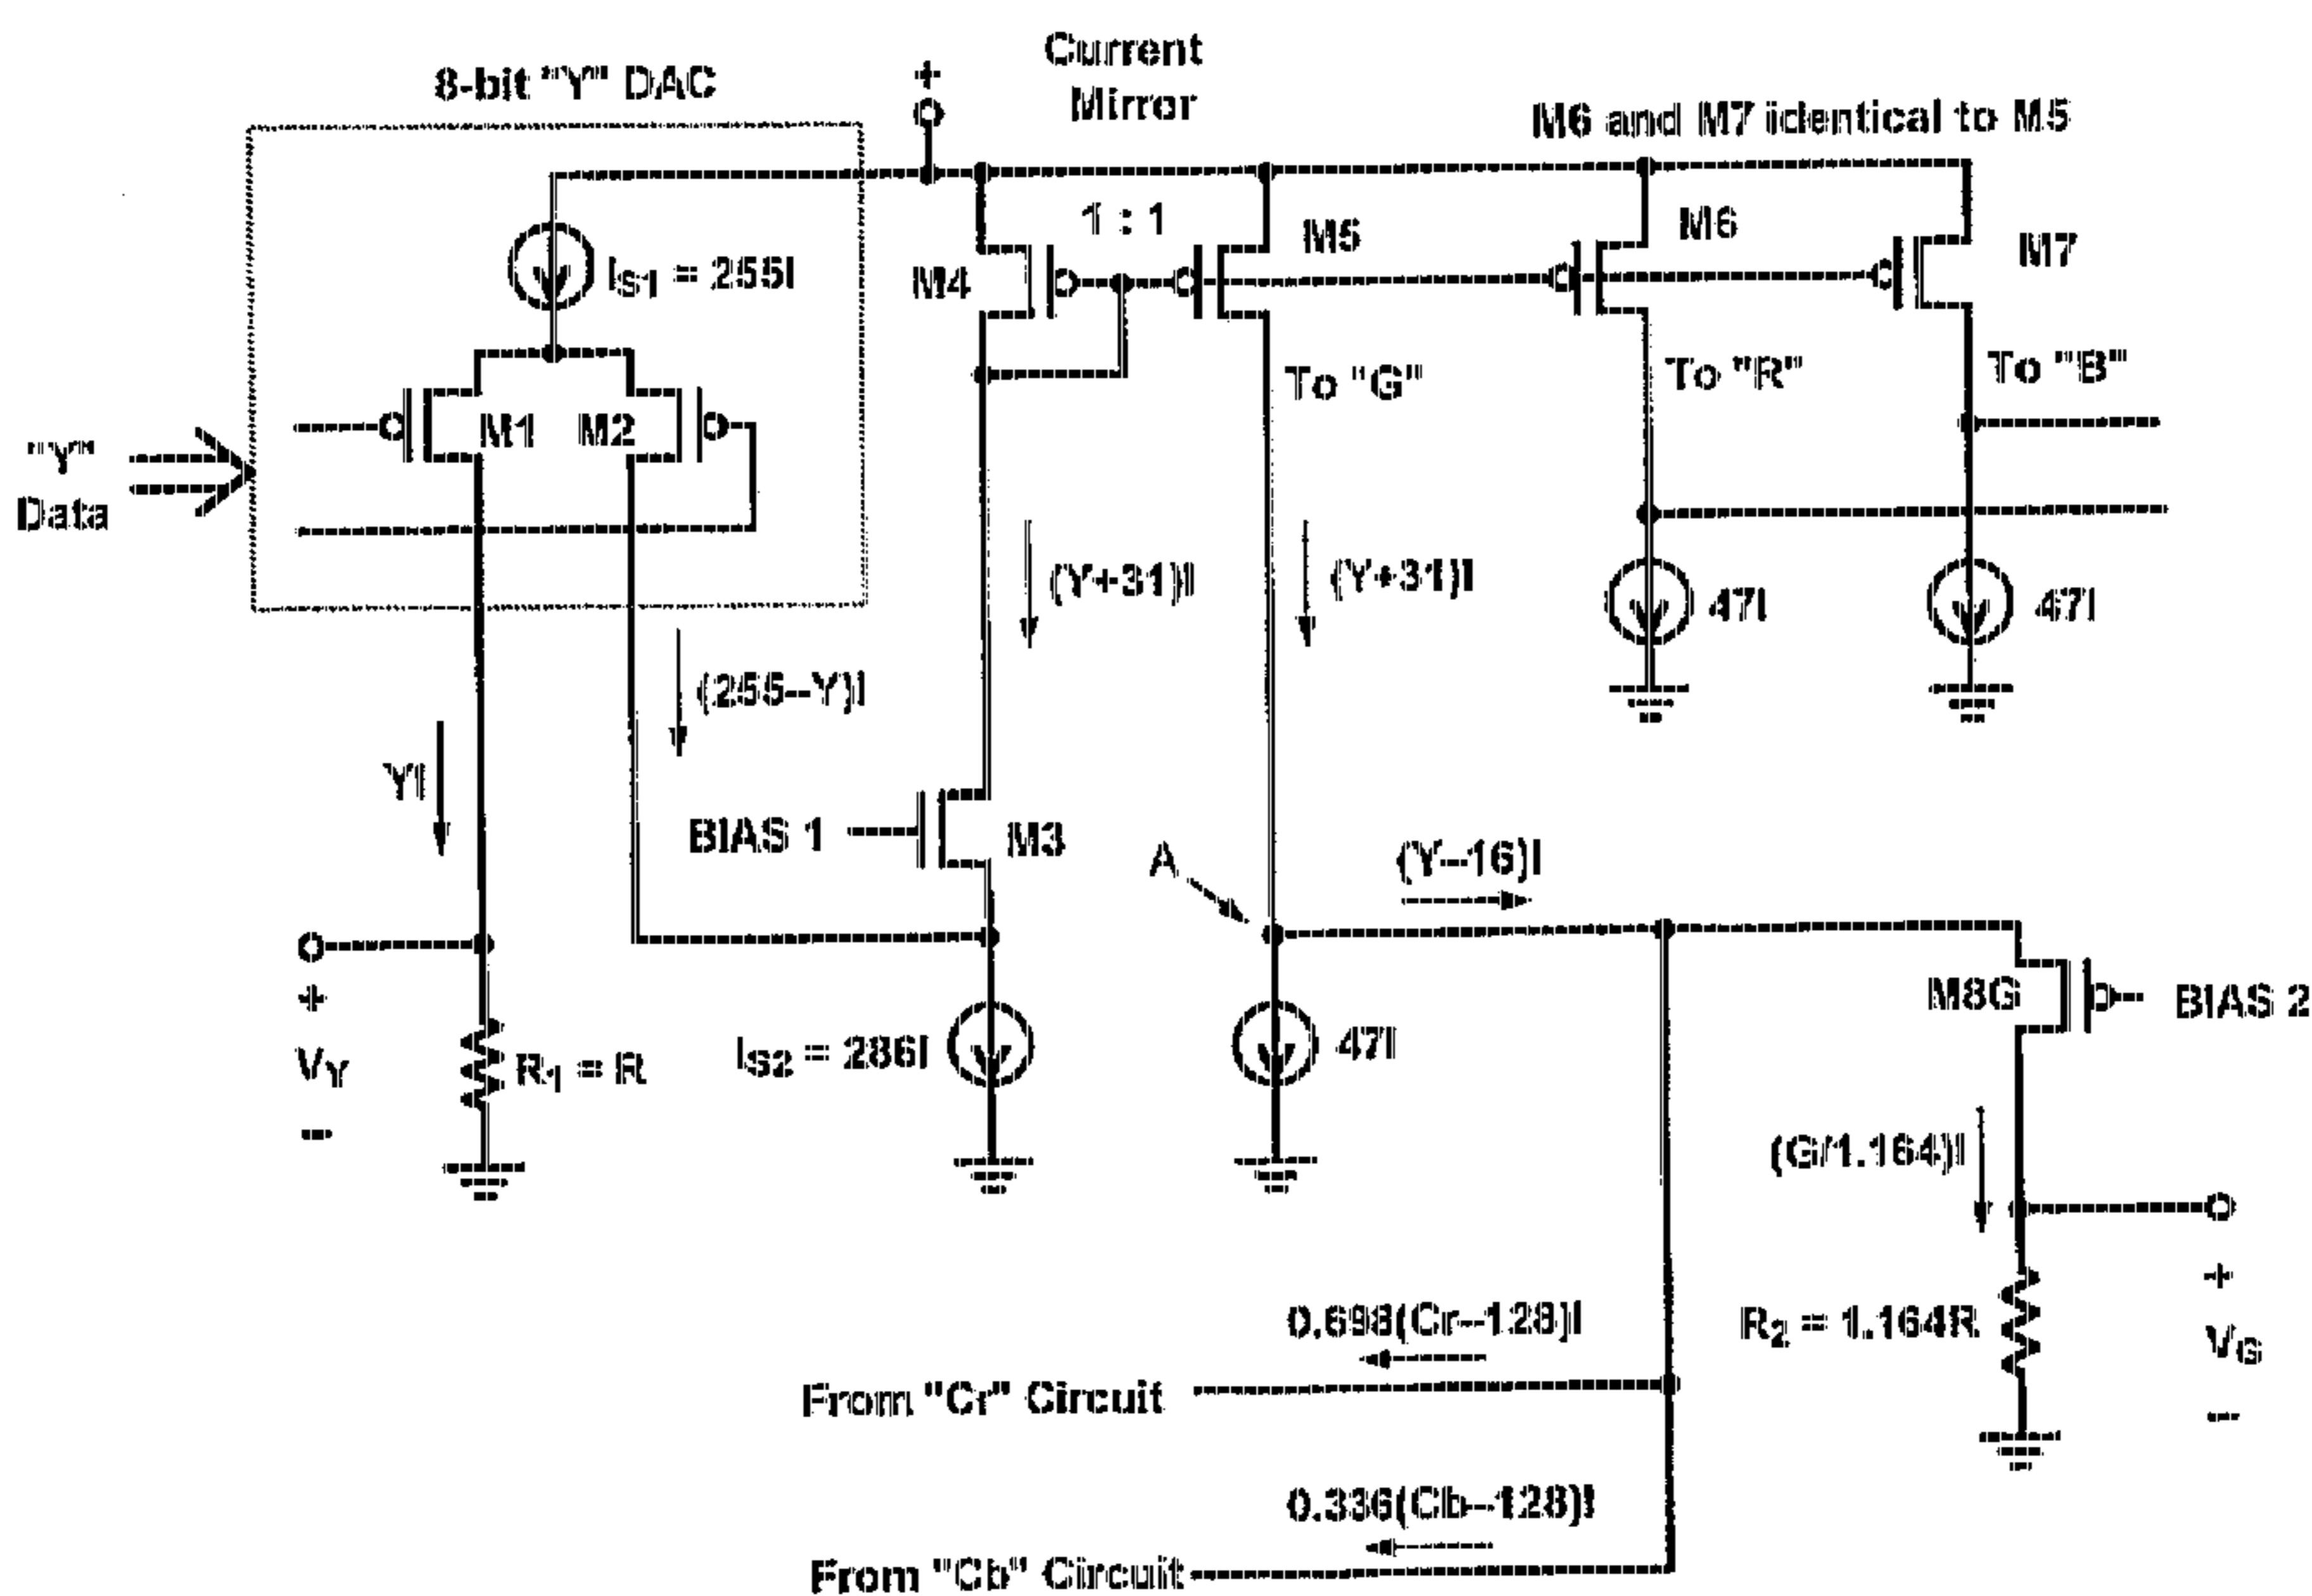 Current
Mirror
8-bit "Y" DAC
+
M6 and M7 identical to M5
IS1 = 255I
1 : 1
M4
M5
M6
M7
M1
M2
"Y"
Data
To "G"
To "R"
To "B"
(Y+31)I
(Y+31)I
47I
47I
(255–Y)I
YI
BIAS 1
M3
A
(Y–16)I
M8G
BIAS 2
+
VY
–
R1 = R
IS2 = 286I
47I
(G/1.164)I
R2 = 1.164R
+
VG
–
0.698(Cr–128)I
From "Cr" Circuit
0.336(Cb–128)I
From "Cb" Circuit